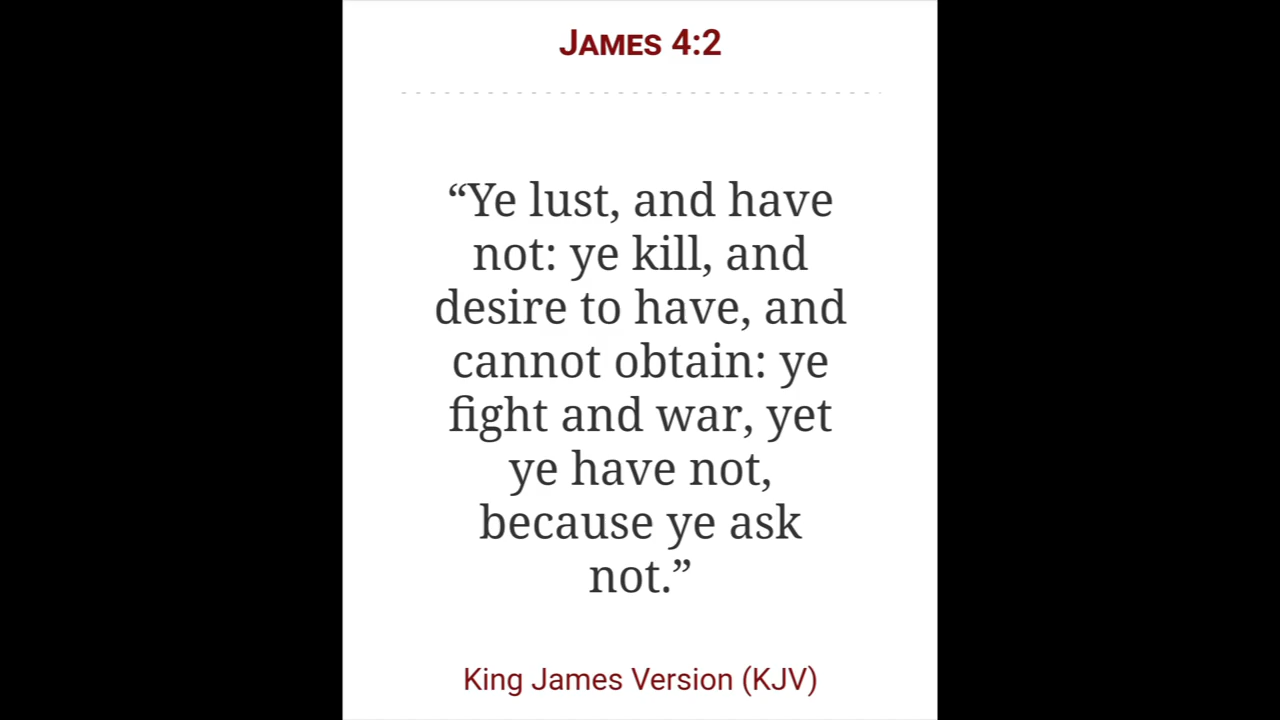 James 4:2
“Ye lust, and have
not: ye kill, and
desire to have, and
cannot obtain: ye
fight and war, yet
ye have not,
because ye ask
not.”
King James Version (KJV)